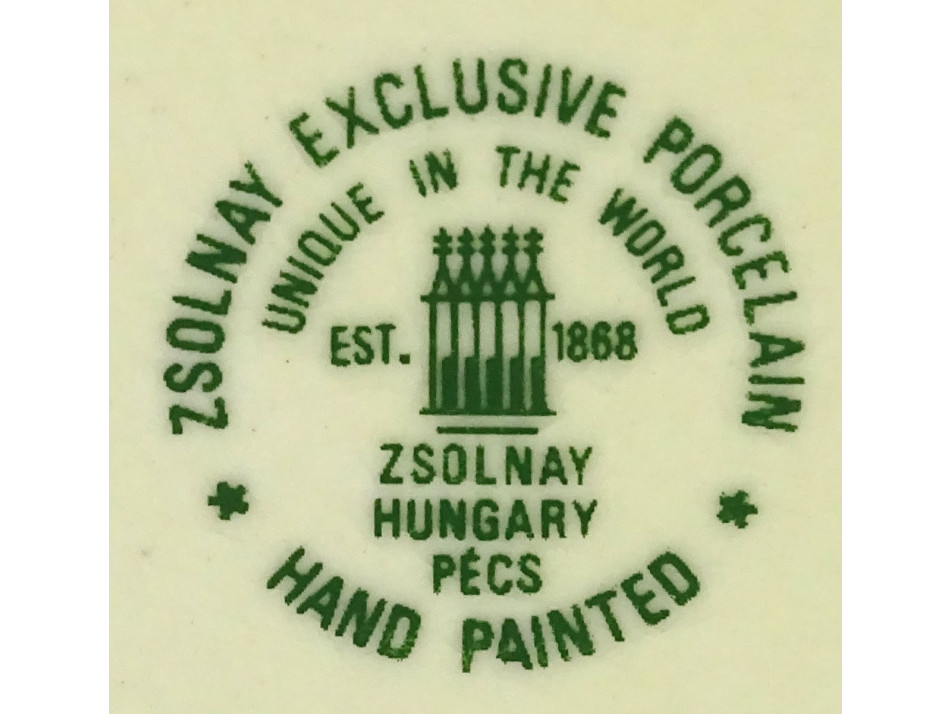 ZSOLNAY EXCLUSIVE PORCELAIN
UNIQUE IN THE WORLD
EST. 1868
ZSOLNAY
HUNGARY
PÉCS
* HAND PAINTED *